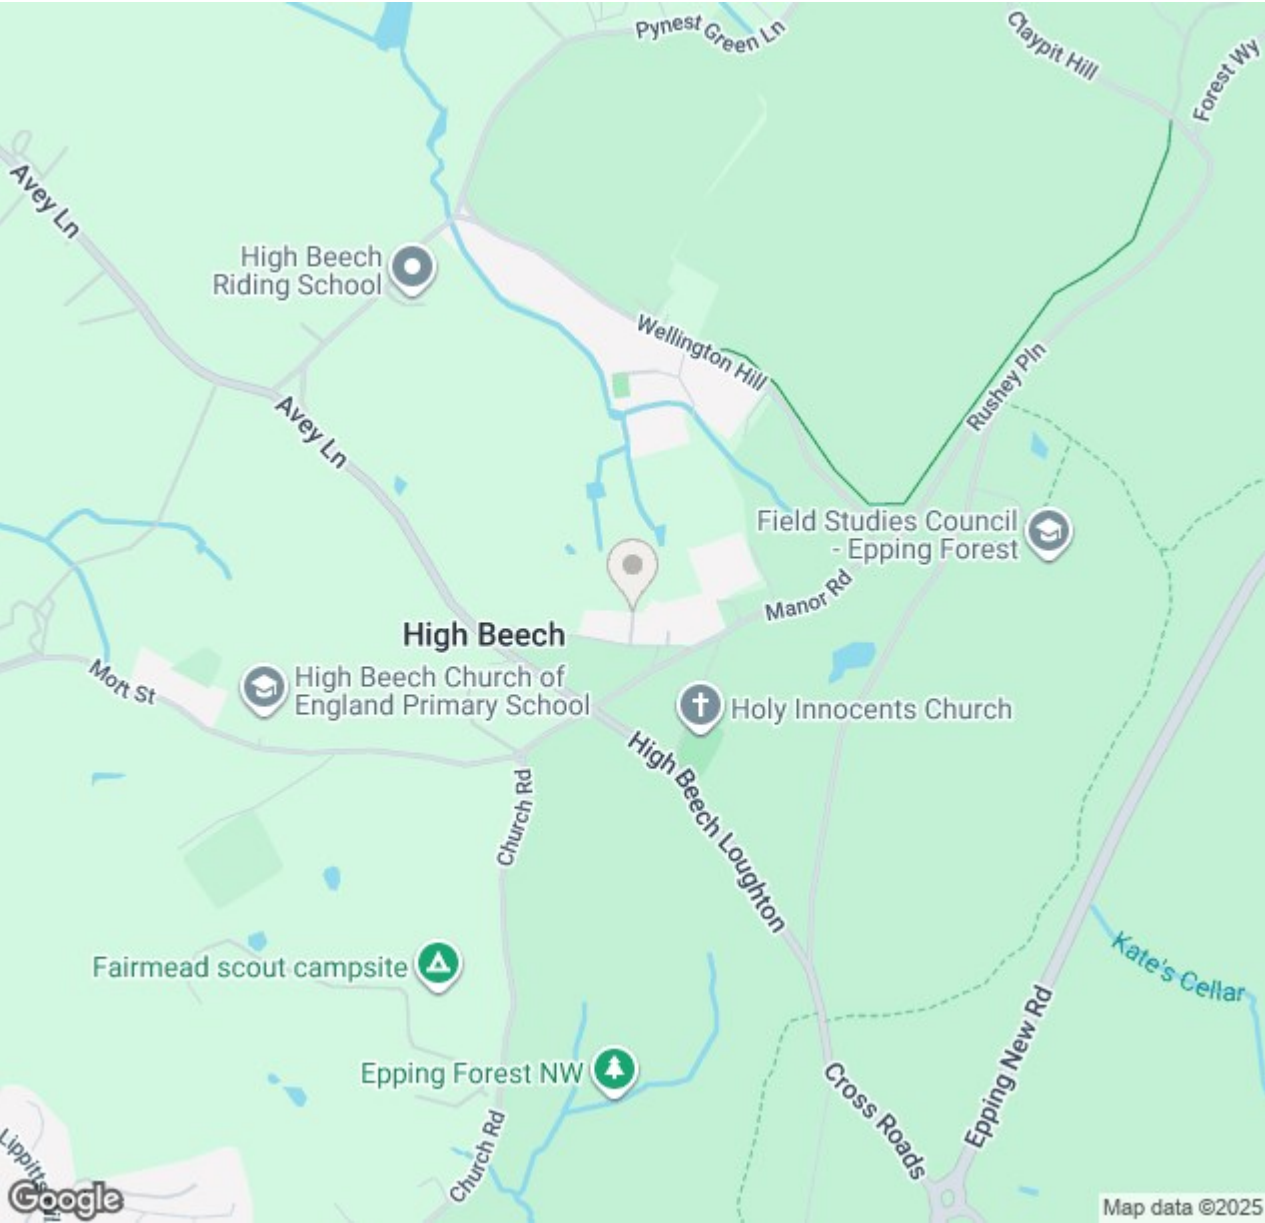 Pynest Green Ln
Claypit Hill
Forest Wy
Avey Ln
High Beech
Riding School
Wellington Hill
Rushey Pln
Avey Ln
Field Studies Council
- Epping Forest
Manor Rd
High Beech
High Beech Church of
England Primary School
Mott St
Holy Innocents Church
High Beech Loughton
Church Rd
Fairmead scout campsite
Kate's Cellar
Epping New Rd
Epping Forest NW
Cross Roads
Church Rd
Google
Map data ©2025